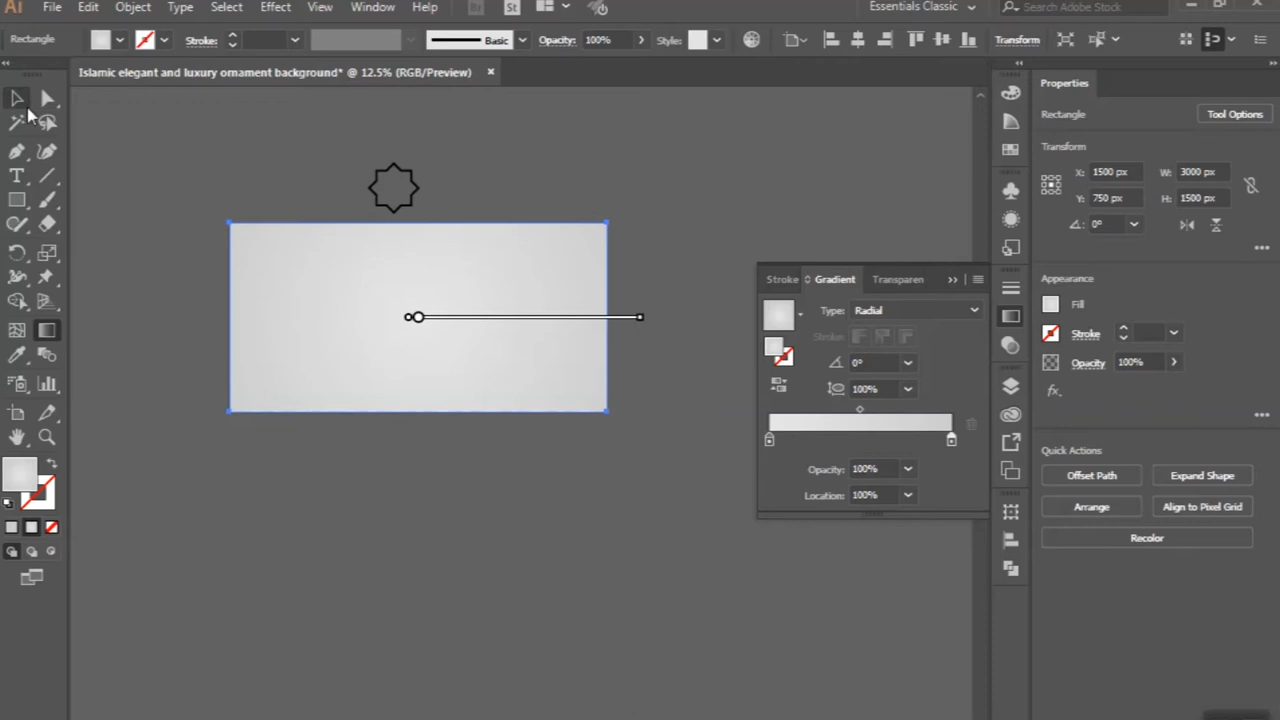 Ai File Edit Object Type Select Effect View Window Help Br St Essentials Classic Search Adobe Stock
Rectangle Stroke: Basic Opacity: 100% Style: Transform
Islamic elegant and luxury ornament background* @ 12.5% (RGB/Preview) ×
Properties
Rectangle Tool Options
Transform
X: 1500 px W: 3000 px
Y: 750 px H: 1500 px
0°
Appearance
Fill
Stroke
Opacity 100%
fx.
Quick Actions
Offset Path Expand Shape
Arrange Align to Pixel Grid
Recolor
Stroke Gradient Transparen
Type: Radial
Stroke:
0°
100%
Opacity: 100%
Location: 100%